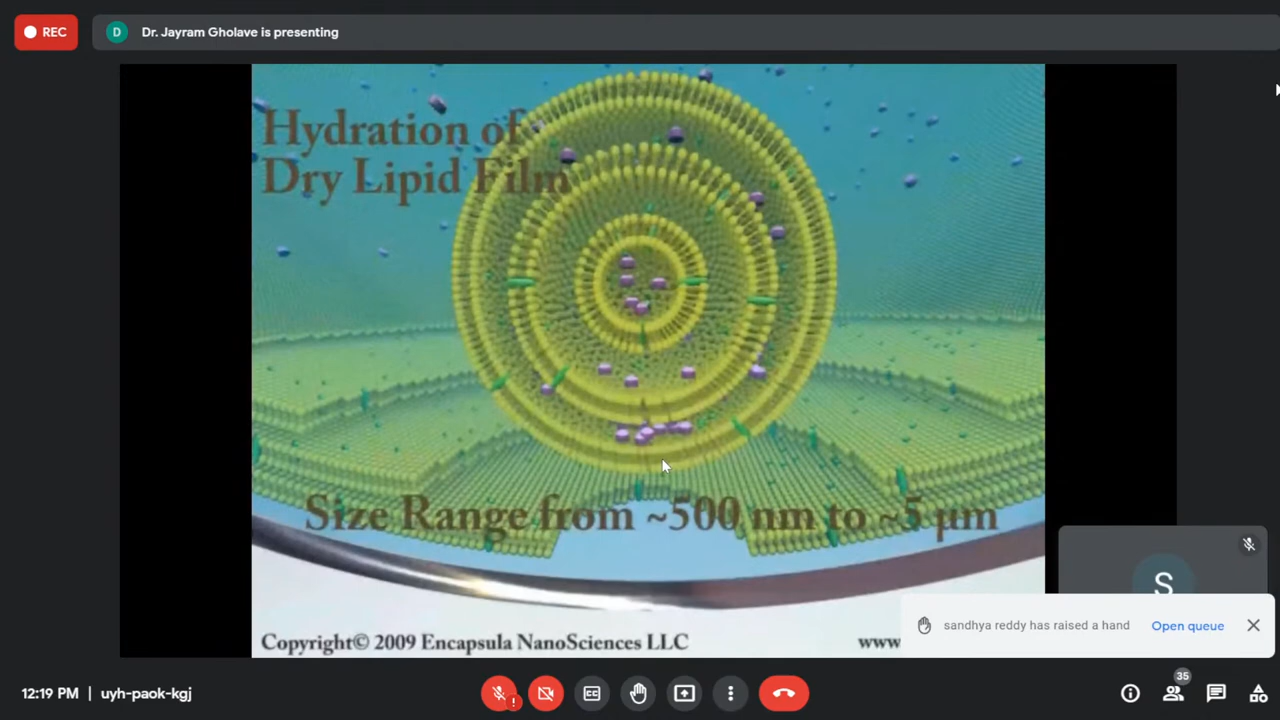 REC
D
Dr. Jayram Gholave is presenting
Hydration of
Dry Lipid Film
Size Range from ~500 nm to ~5 µm
Copyright© 2009 Encapsula NanoSciences LLC
www
S
sandhya reddy has raised a hand
Open queue
12:19 PM | uyh-paok-kgj
CC
35